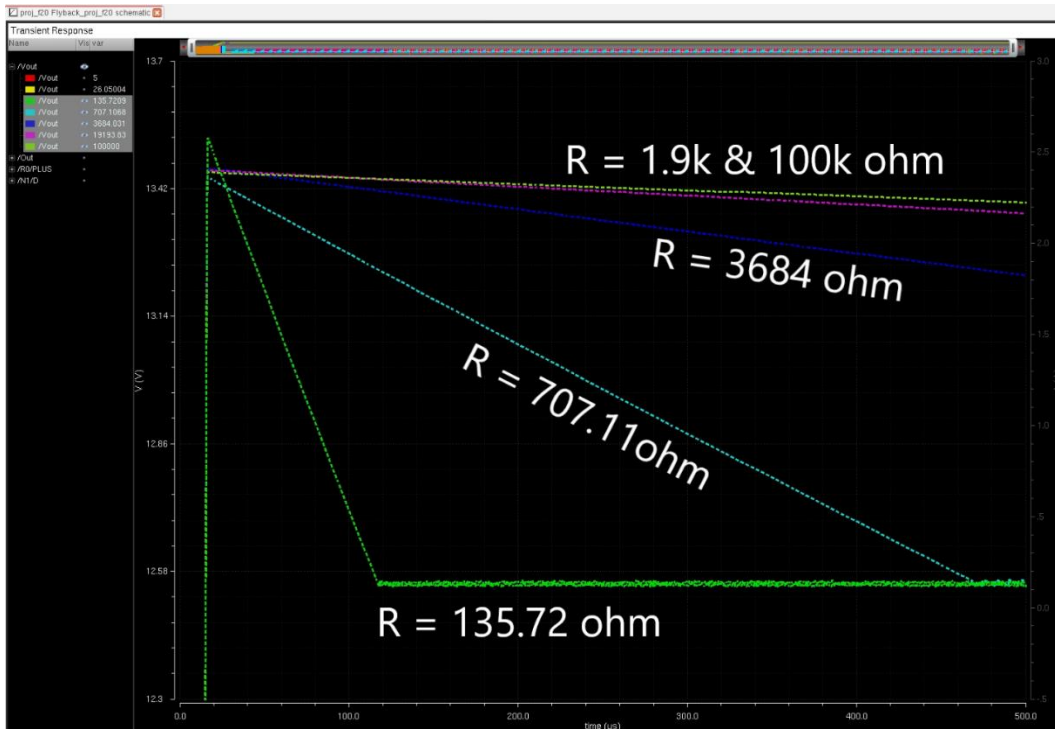 proj_f20 Flyback_proj_f20 schematic
Transient Response
Name Vis var
/Vout
/Vout 5
/Vout 26.05004
/Vout 135.7209
/Vout 707.1068
/Vout 3684.031
/Vout 19193.83
/Vout 100000
/Out
/R0/PLUS
/N1/D
V (V)
13.7
13.42
13.14
12.86
12.58
12.3
R = 1.9k & 100k ohm
R = 3684 ohm
R = 707.11ohm
R = 135.72 ohm
3.0
2.5
2.0
1.5
1.0
.5
0.0
-.5
0.0 100.0 200.0 300.0 400.0 500.0
time (us)